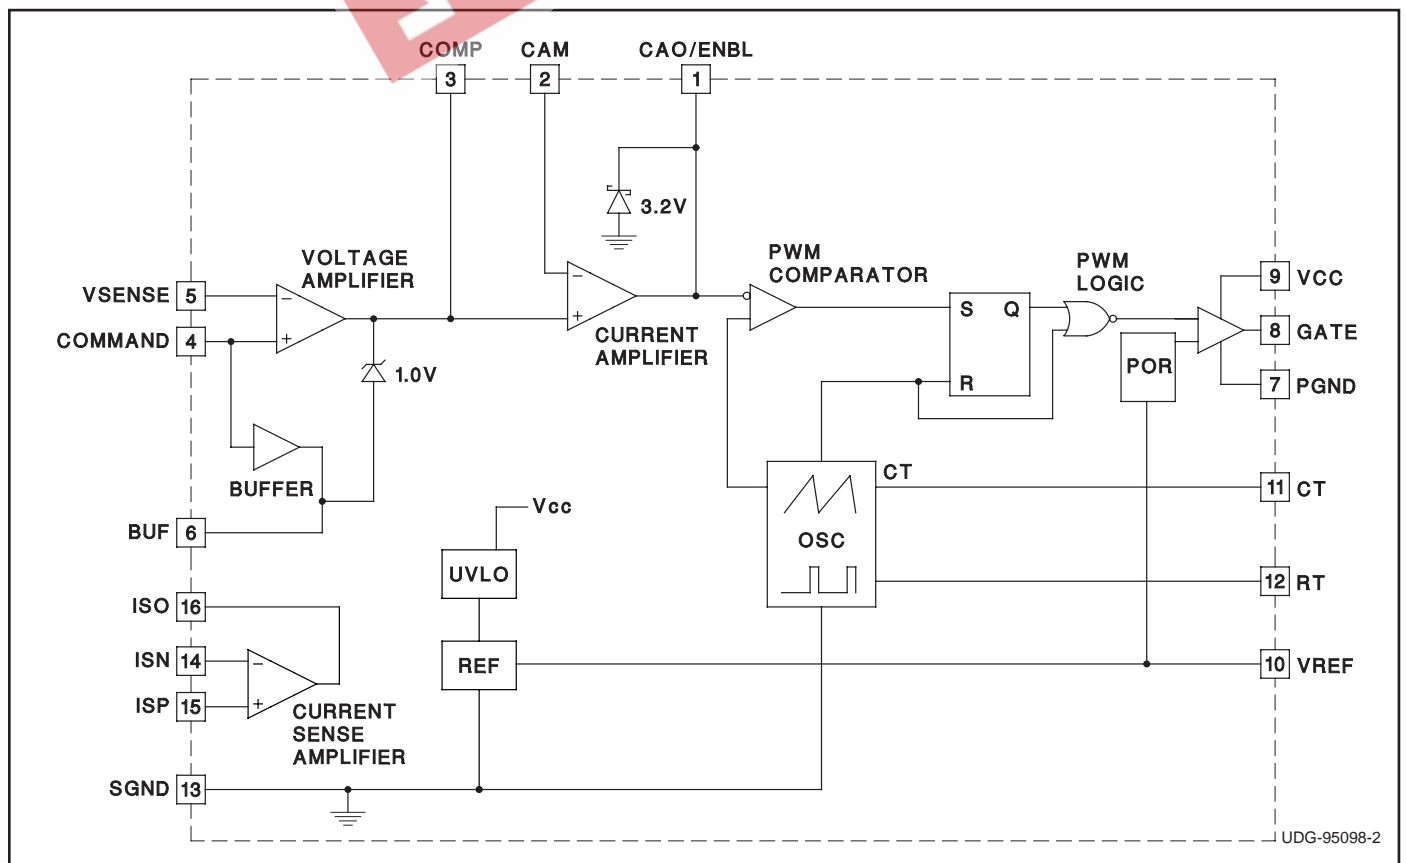 COMP CAM CAO/ENBL
3 2 1
3.2V
VOLTAGE
AMPLIFIER
PWM
COMPARATOR
PWM
LOGIC
9 VCC
VSENSE 5 −
COMMAND 4 +
−
+
CURRENT
AMPLIFIER
S Q
R
8 GATE
POR
7 PGND
1.0V
BUFFER
CT
11 CT
BUF 6
Vcc
OSC
UVLO
12 RT
ISO 16
ISN 14 −
REF
10 VREF
ISP 15 +
CURRENT
SENSE
AMPLIFIER
SGND 13
UDG-95098-2